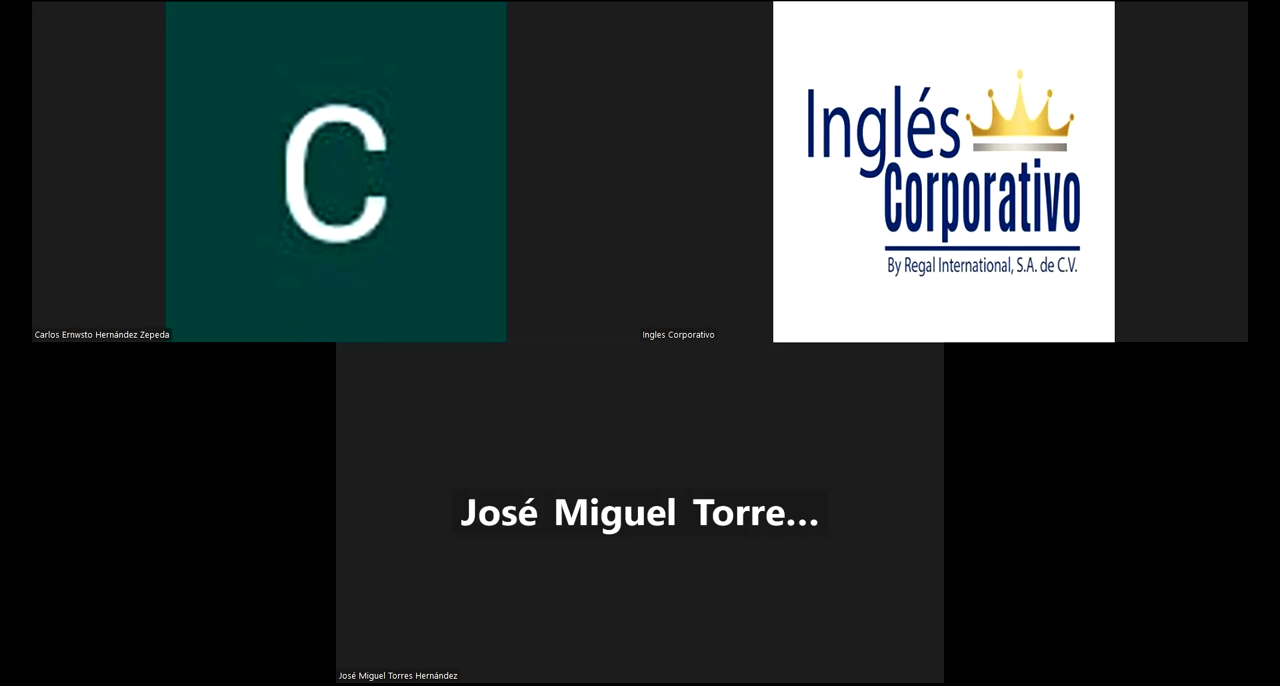 C
Inglés
Corporativo
By Regal International, S.A. de C.V.
Carlos Ernwsto Hernández Zepeda
Ingles Corporativo
José Miguel Torre...
José Miguel Torres Hernández